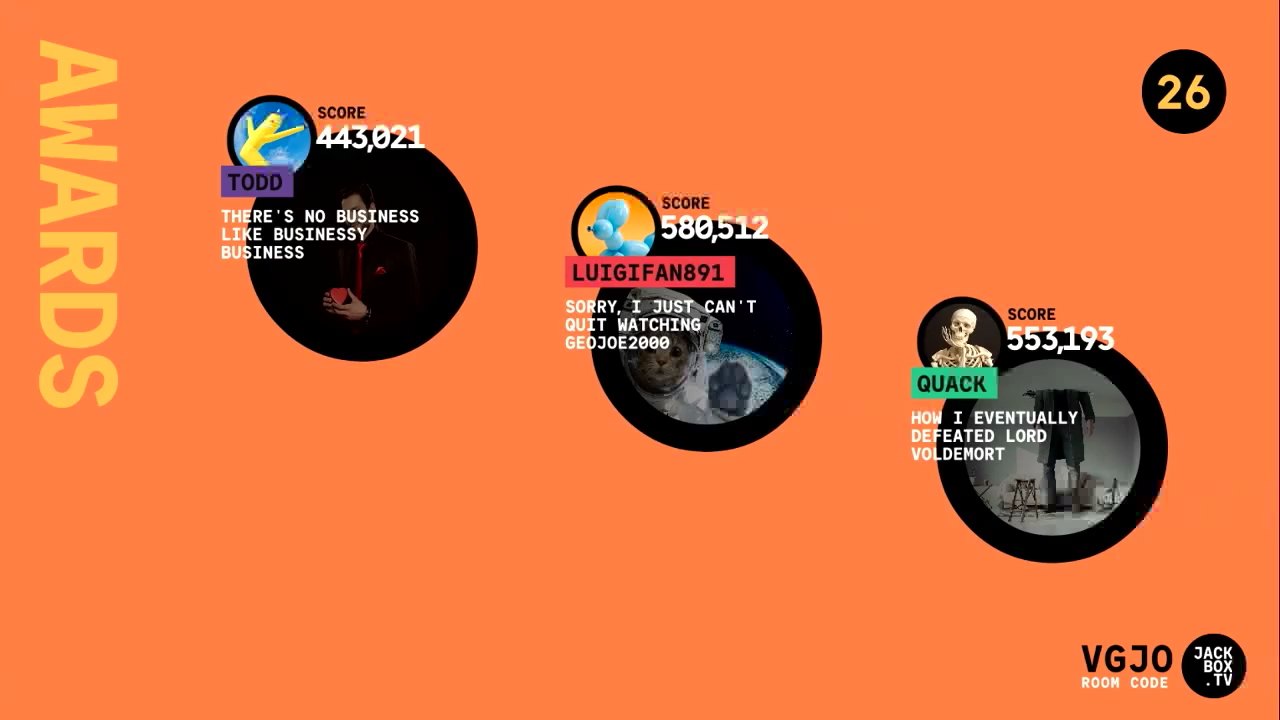 AWARDS
26
SCORE
443,021
TODD
THERE'S NO BUSINESS
LIKE BUSINESSY
BUSINESS
SCORE
580,512
LUIGIFAN891
SORRY, I JUST CAN'T
QUIT WATCHING
GEOJOE2000
SCORE
553,193
QUACK
HOW I EVENTUALLY
DEFEATED LORD
VOLDEMORT
VGJO
ROOM CODE
JACK
BOX
.TV